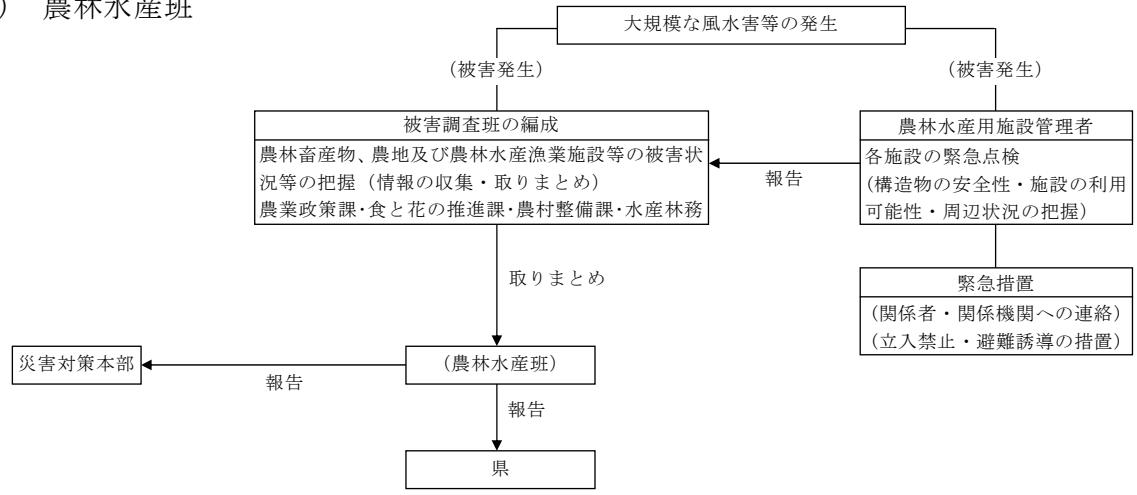 ） 農林水産班
大規模な風水害等の発生
（被害発生）
（被害発生）
被害調査班の編成
農林畜産物、農地及び農林水産漁業施設等の被害状
況等の把握（情報の収集・取りまとめ）
農業政策課・食と花の推進課・農村整備課・水産林務
報告
農林水産用施設管理者
各施設の緊急点検
（構造物の安全性・施設の利用
可能性・周辺状況の把握）
取りまとめ
緊急措置
（関係者・関係機関への連絡）
（立入禁止・避難誘導の措置）
災害対策本部
報告
（農林水産班）
報告
県